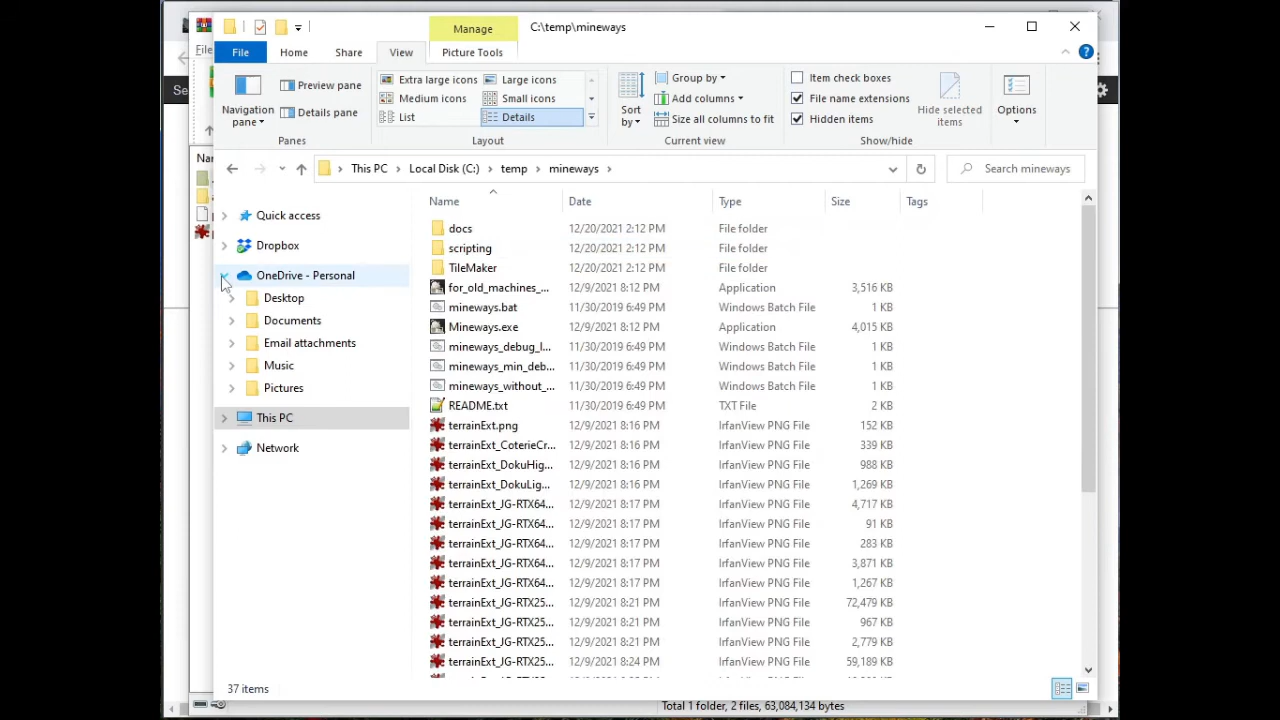 Manage
C:\temp\mineways
File
File
Home
Share
View
Picture Tools
Navigation pane
Preview pane
Details pane
Panes
Extra large icons
Large icons
Medium icons
Small icons
List
Details
Layout
Sort by
Group by
Add columns
Size all columns to fit
Current view
Item check boxes
File name extensions
Hidden items
Hide selected items
Show/hide
Options
This PC > Local Disk (C:) > temp > mineways >
Search mineways
Name Date Type Size Tags
Quick access
Dropbox
OneDrive - Personal
Desktop
Documents
Email attachments
Music
Pictures
This PC
Network
docs 12/20/2021 2:12 PM File folder
scripting 12/20/2021 2:12 PM File folder
TileMaker 12/20/2021 2:12 PM File folder
for_old_machines_... 12/9/2021 8:12 PM Application 3,516 KB
mineways.bat 11/30/2019 6:49 PM Windows Batch File 1 KB
Mineways.exe 12/9/2021 8:12 PM Application 4,015 KB
mineways_debug_l... 11/30/2019 6:49 PM Windows Batch File 1 KB
mineways_min_deb... 11/30/2019 6:49 PM Windows Batch File 1 KB
mineways_without_... 11/30/2019 6:49 PM Windows Batch File 1 KB
README.txt 11/30/2019 6:49 PM TXT File 2 KB
terrainExt.png 12/9/2021 8:16 PM IrfanView PNG File 152 KB
terrainExt_CoterieCr... 12/9/2021 8:16 PM IrfanView PNG File 339 KB
terrainExt_DokuHig... 12/9/2021 8:16 PM IrfanView PNG File 988 KB
terrainExt_DokuLig... 12/9/2021 8:16 PM IrfanView PNG File 1,269 KB
terrainExt_JG-RTX64... 12/9/2021 8:17 PM IrfanView PNG File 4,717 KB
terrainExt_JG-RTX64... 12/9/2021 8:17 PM IrfanView PNG File 91 KB
terrainExt_JG-RTX64... 12/9/2021 8:17 PM IrfanView PNG File 283 KB
terrainExt_JG-RTX64... 12/9/2021 8:17 PM IrfanView PNG File 3,871 KB
terrainExt_JG-RTX64... 12/9/2021 8:17 PM IrfanView PNG File 1,267 KB
terrainExt_JG-RTX25... 12/9/2021 8:21 PM IrfanView PNG File 72,479 KB
terrainExt_JG-RTX25... 12/9/2021 8:21 PM IrfanView PNG File 967 KB
terrainExt_JG-RTX25... 12/9/2021 8:21 PM IrfanView PNG File 2,779 KB
terrainExt_JG-RTX25... 12/9/2021 8:24 PM IrfanView PNG File 59,189 KB
37 items
Total 1 folder, 2 files, 63,084,134 bytes